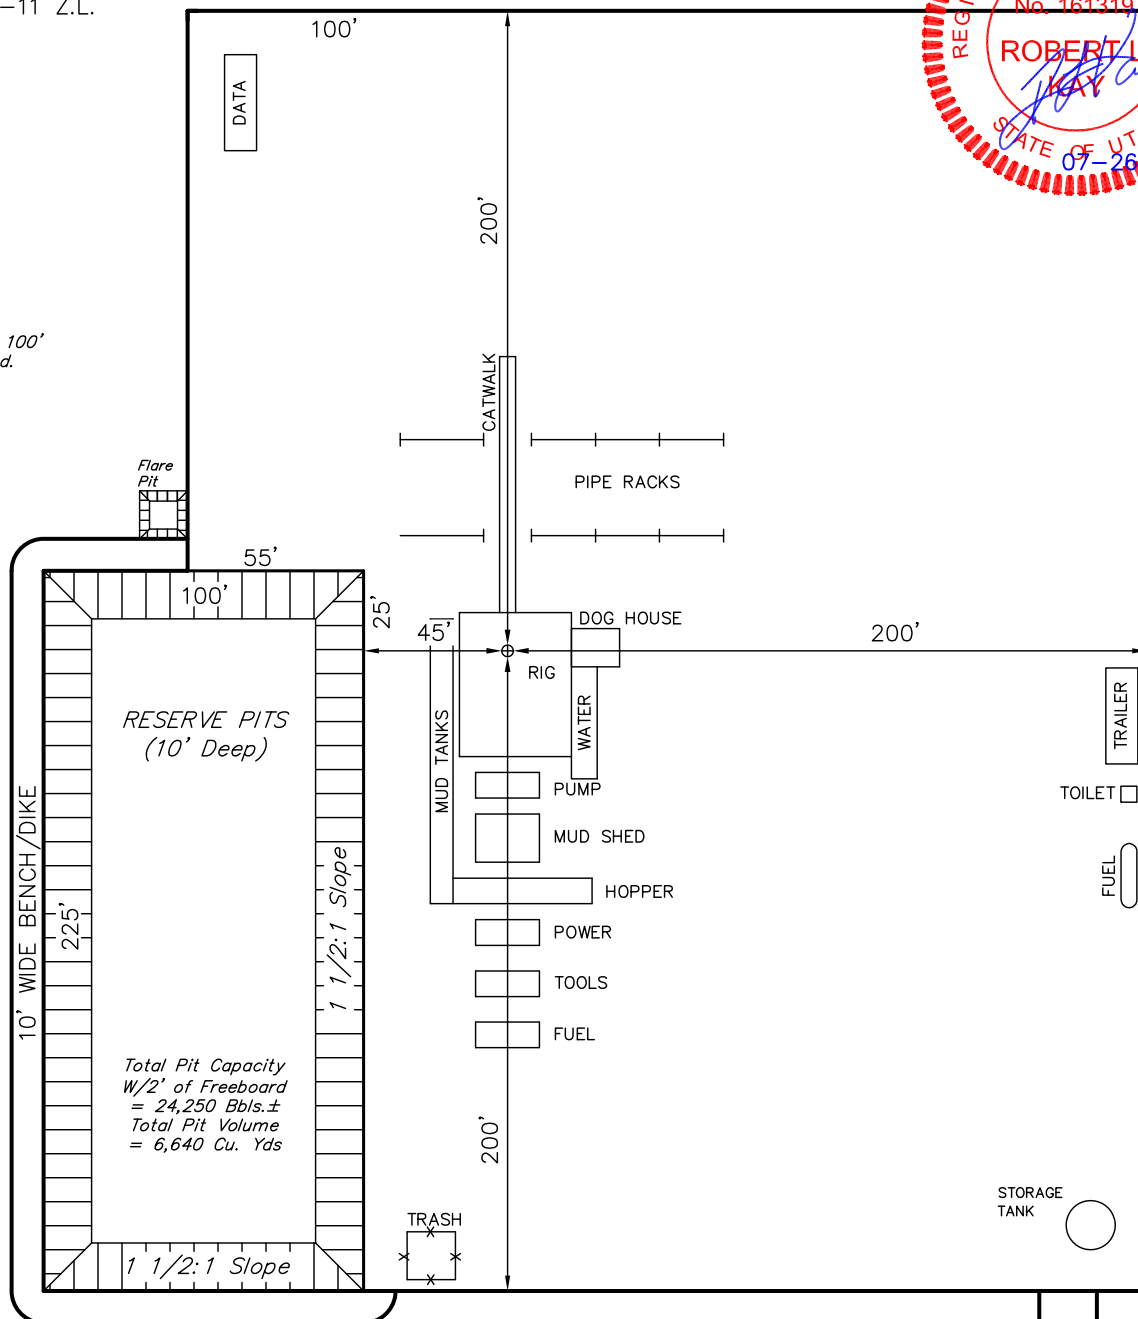 -11 Z.L.
100'
DATA
No. 161319
ROBERT L
KAY
STATE OF UT
07-26
200'
100'
d.
CATWALK
PIPE RACKS
Flare
Pit
55'
100'
25'
45'
DOG HOUSE
200'
RIG
RESERVE PITS
(10' Deep)
MUD TANKS
WATER
TRAILER
PUMP
TOILET
MUD SHED
10' WIDE BENCH/DIKE
225'
1 1/2:1 Slope
FUEL
HOPPER
POWER
TOOLS
FUEL
Total Pit Capacity
W/2' of Freeboard
= 24,250 Bbls.±
Total Pit Volume
= 6,640 Cu. Yds
200'
STORAGE
TANK
TRASH
1 1/2:1 Slope